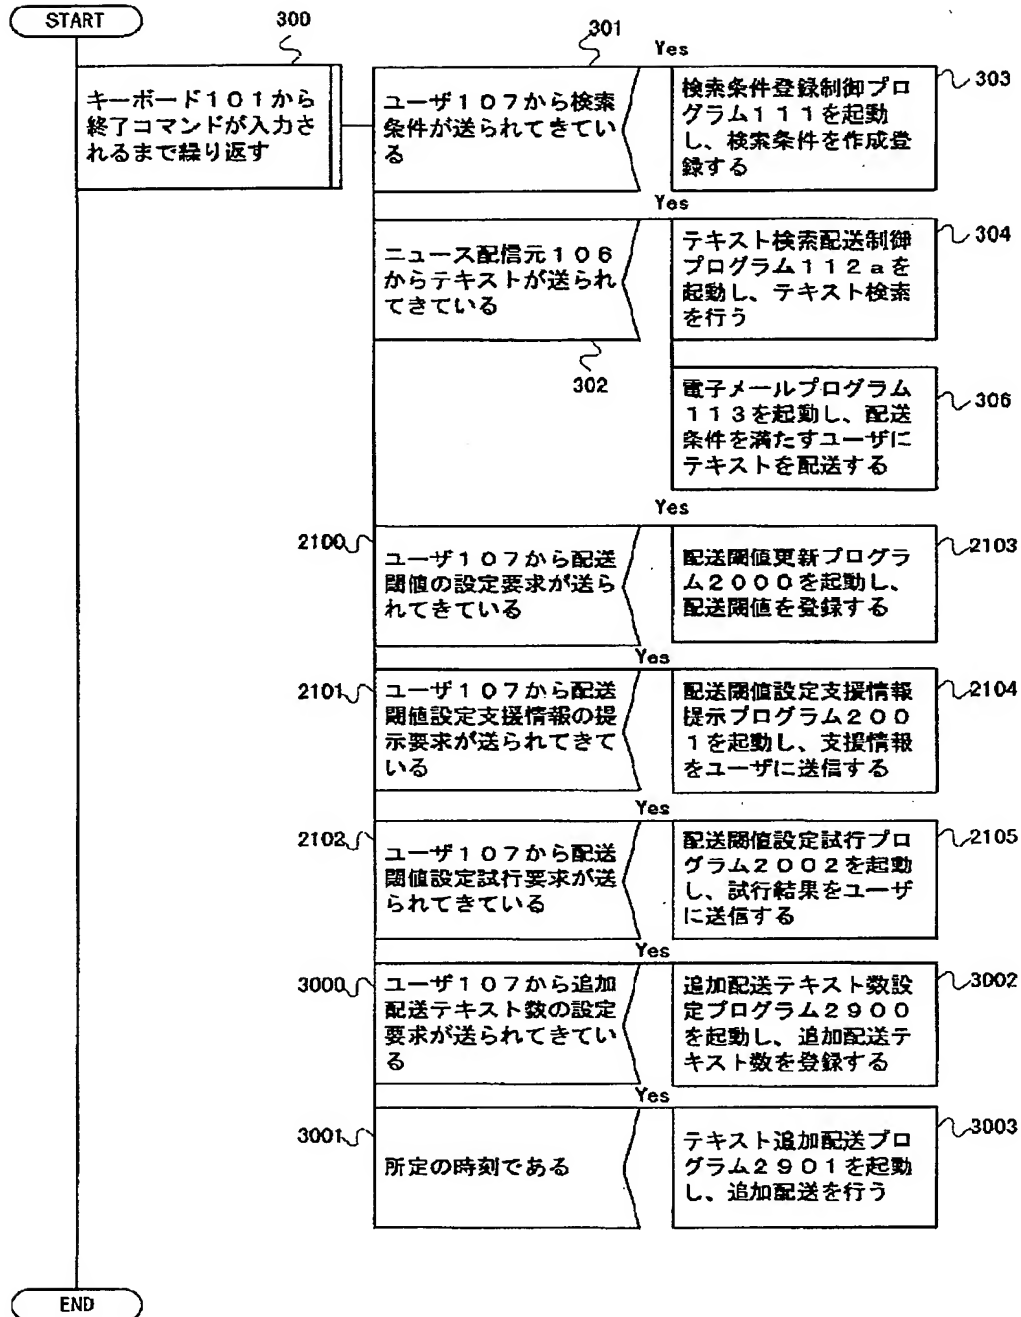 START
300
キーボード101から
終了コマンドが入力さ
れるまで繰り返す
301
ユーザ107から検索
条件が送られてきてい
る
Yes
検索条件登録制御プロ
グラム111を起動
し、検索条件を作成登
録する
303
ニュース配信元106
からテキストが送られ
てきている
302
Yes
テキスト検索配送制御
プログラム112aを
起動し、テキスト検索
を行う
304
電子メールプログラム
113を起動し、配送
条件を満たすユーザに
テキストを配送する
306
2100
ユーザ107から配送
閾値の設定要求が送ら
れてきている
Yes
配送閾値更新プログラ
ム2000を起動し、
配送閾値を登録する
2103
2101
ユーザ107から配送
閾値設定支援情報の提
示要求が送られてきて
いる
Yes
配送閾値設定支援情報
提示プログラム200
1を起動し、支援情報
をユーザに送信する
2104
2102
ユーザ107から配送
閾値設定試行要求が送
られてきている
Yes
配送閾値設定試行プロ
グラム2002を起動
し、試行結果をユーザ
に送信する
2105
3000
ユーザ107から追加
配送テキスト数の設定
要求が送られてきてい
る
Yes
追加配送テキスト数設
定プログラム2900
を起動し、追加配送テ
キスト数を登録する
3002
3001
所定の時刻である
Yes
テキスト追加配送プロ
グラム2901を起動
し、追加配送を行う
3003
END